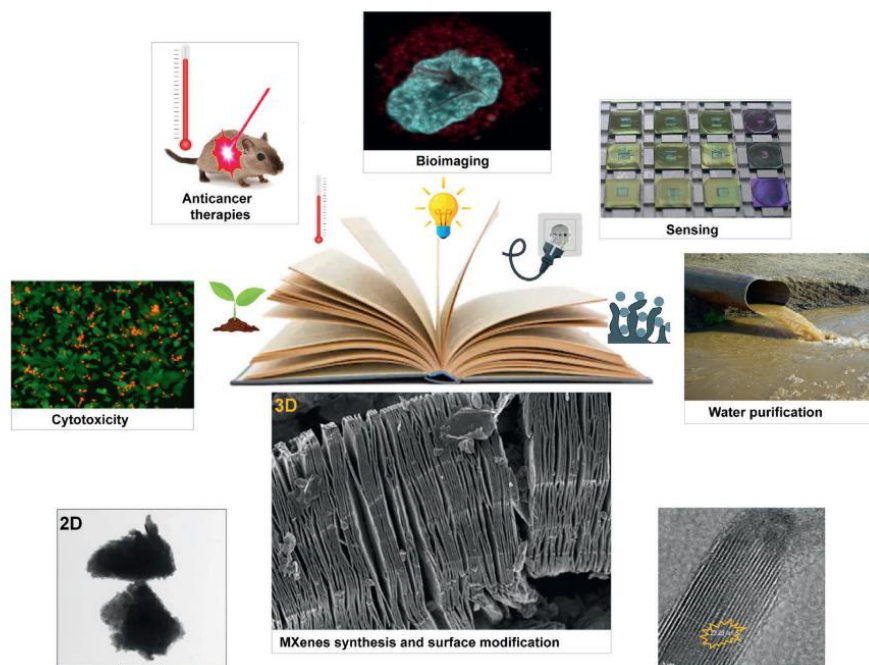 Anticancer
therapies
Bioimaging
Sensing
Cytotoxicity
Water purification
3D
MXenes synthesis and surface modification
2D